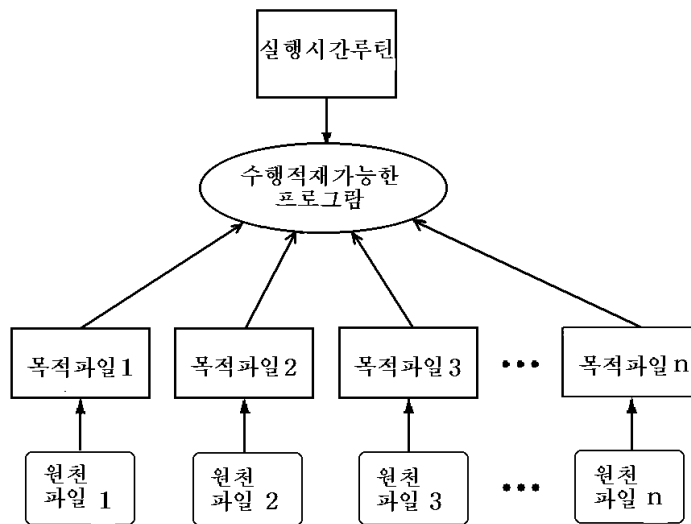 실행시간루틴
수행적재가능한
프로그람
목적파일 1
목적파일 2
목적파일 3
목적파일 n
원천
파일 1
원천
파일 2
원천
파일 3
원천
파일 n